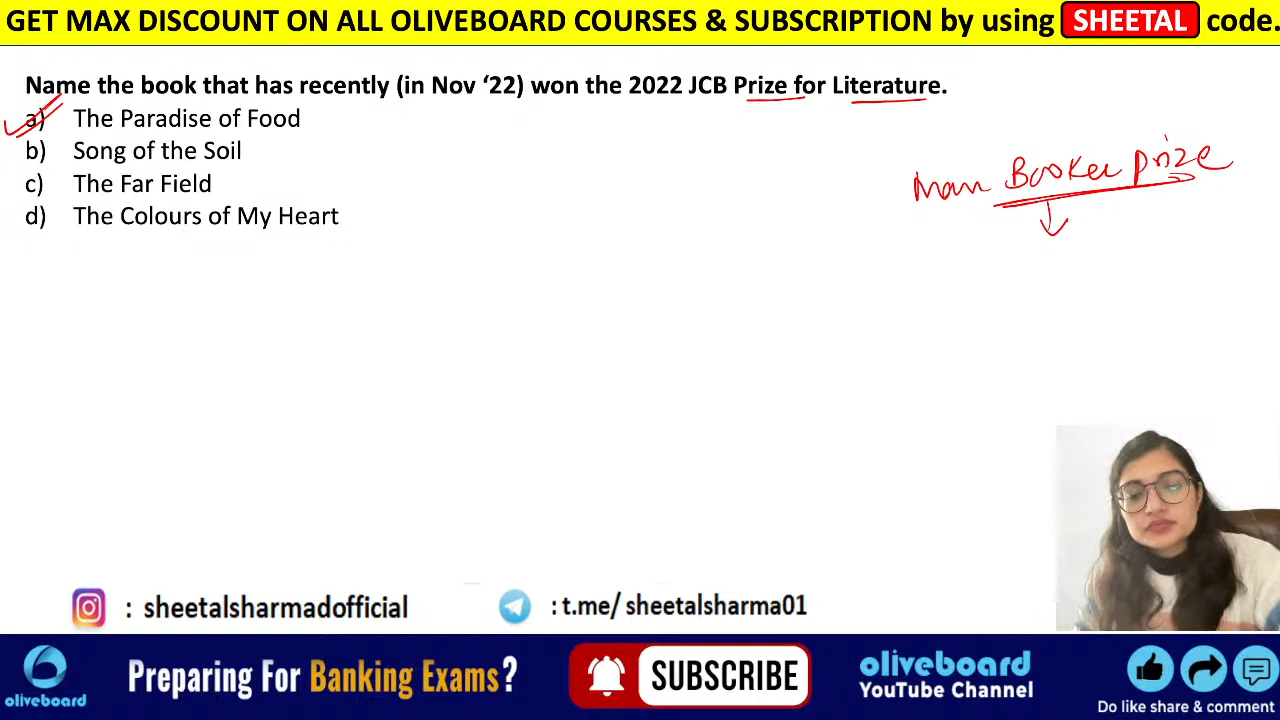 GET MAX DISCOUNT ON ALL OLIVEBOARD COURSES & SUBSCRIPTION by using SHEETAL code.
Name the book that has recently (in Nov ‘22) won the 2022 JCB Prize for Literature.
a) The Paradise of Food
b) Song of the Soil
c) The Far Field
d) The Colours of My Heart
Man Booker prize
: sheetalsharmadofficial
: t.me/ sheetalsharma01
oliveboard
Preparing For Banking Exams?
SUBSCRIBE
oliveboard
YouTube Channel
Do like share & comment